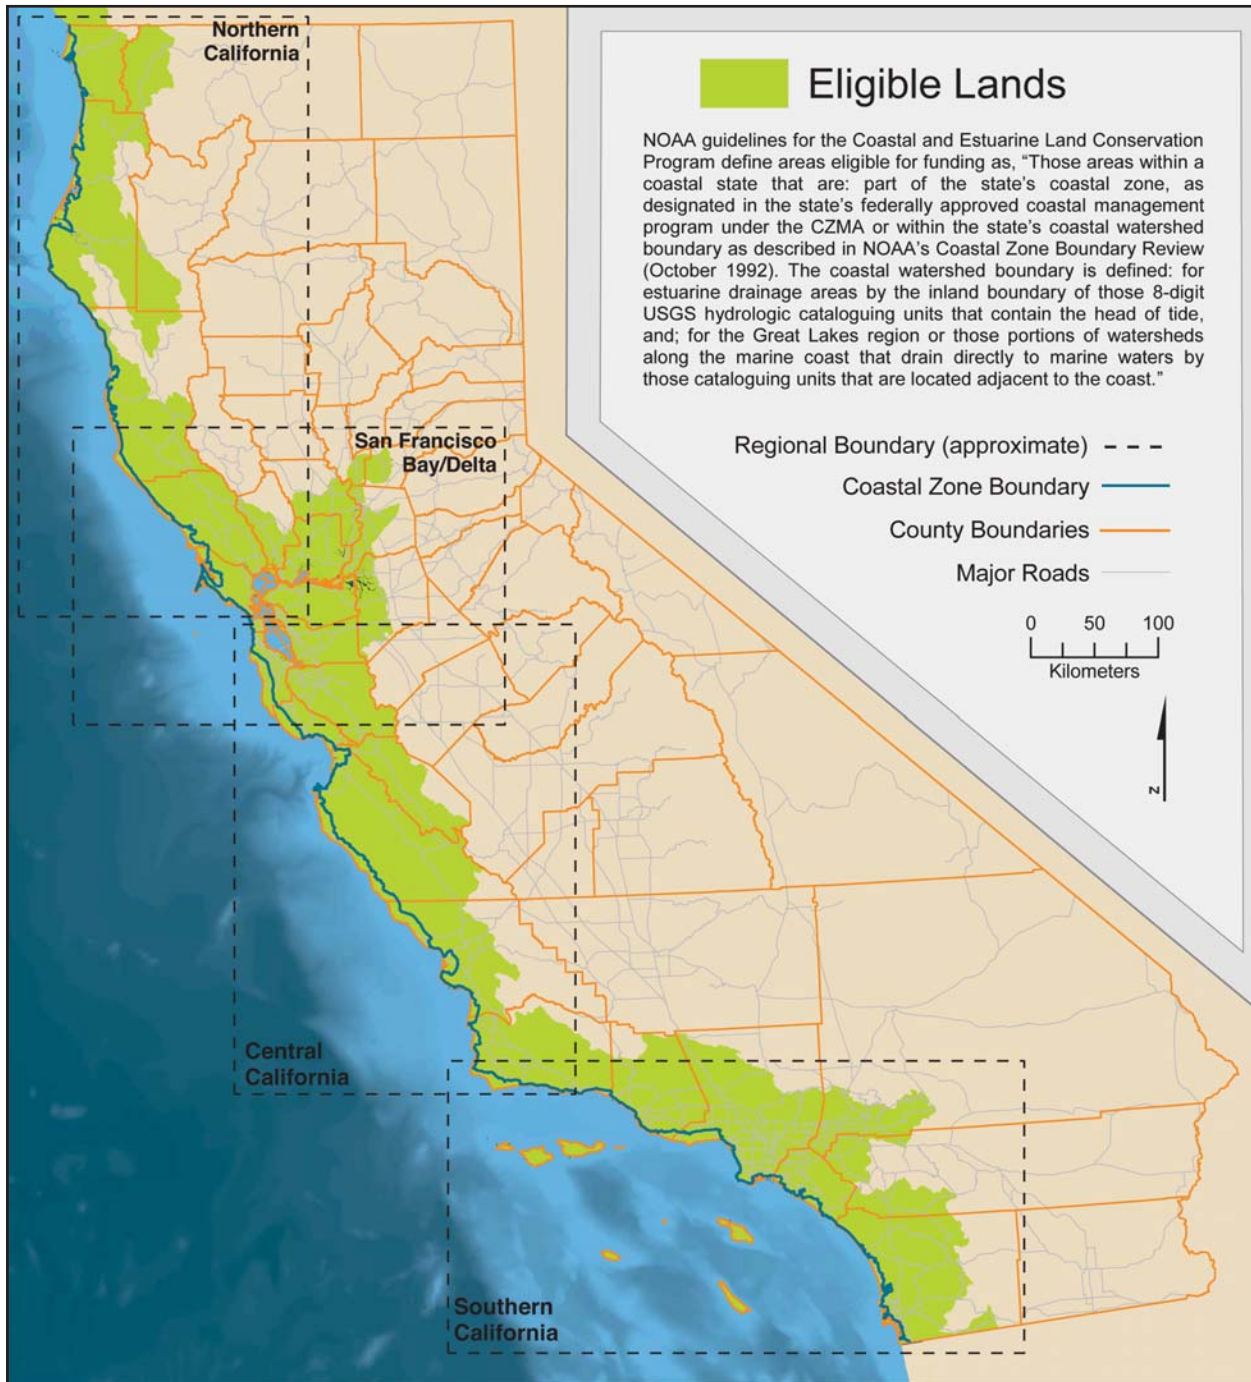 Northern
California
Eligible Lands
NOAA guidelines for the Coastal and Estuarine Land Conservation
Program define areas eligible for funding as, “Those areas within a
coastal state that are: part of the state’s coastal zone, as
designated in the state’s federally approved coastal management
program under the CZMA or within the state’s coastal watershed
boundary as described in NOAA’s Coastal Zone Boundary Review
(October 1992). The coastal watershed boundary is defined: for
estuarine drainage areas by the inland boundary of those 8-digit
USGS hydrologic cataloguing units that contain the head of tide,
and; for the Great Lakes region or those portions of watersheds
along the marine coast that drain directly to marine waters by
those cataloguing units that are located adjacent to the coast.”
San Francisco
Bay/Delta
Regional Boundary (approximate)
Coastal Zone Boundary
County Boundaries
Major Roads
0 50 100
Kilometers
N
Central
California
Southern
California